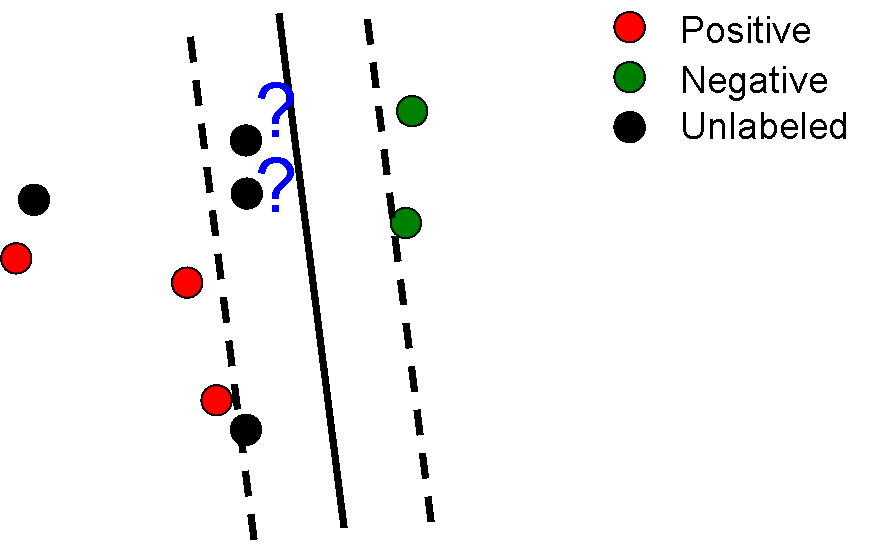 ?
?
Positive
Negative
Unlabeled